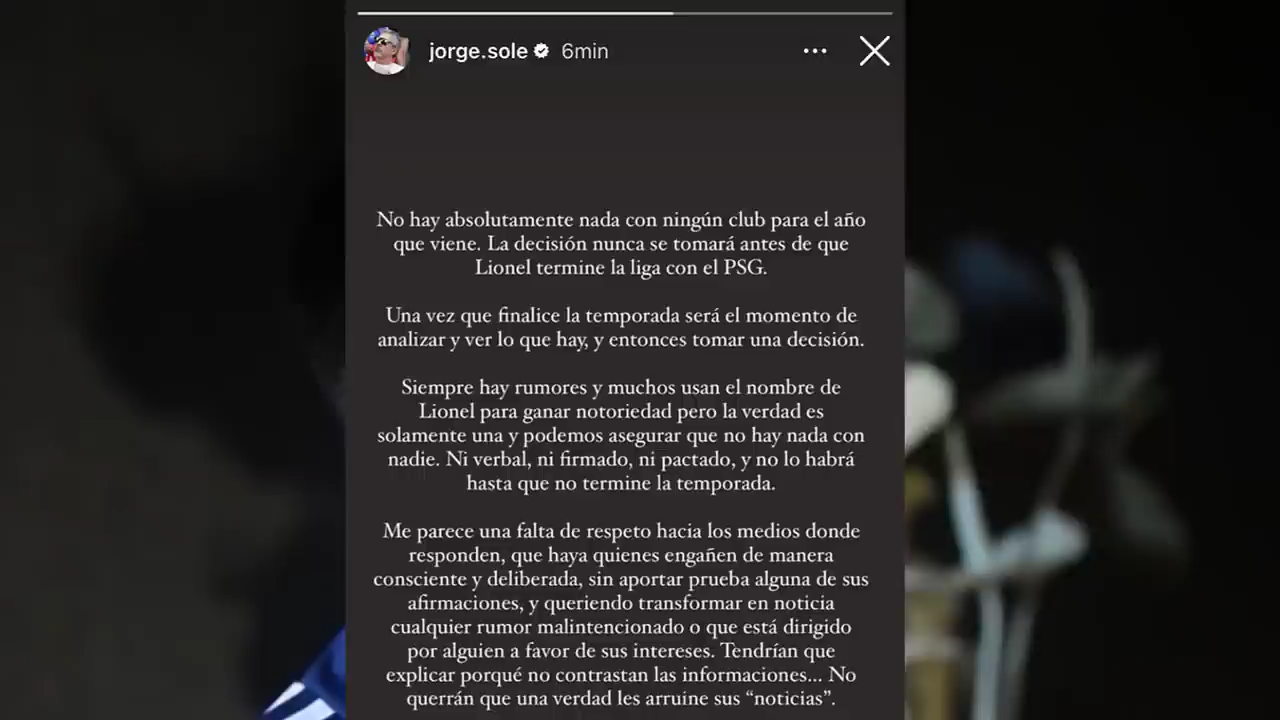 jorge.sole 6min
No hay absolutamente nada con ningún club para el año
que viene. La decisión nunca se tomará antes de que
Lionel termine la liga con el PSG.
Una vez que finalice la temporada será el momento de
analizar y ver lo que hay, y entonces tomar una decisión.
Siempre hay rumores y muchos usan el nombre de
Lionel para ganar notoriedad pero la verdad es
solamente una y podemos asegurar que no hay nada con
nadie. Ni verbal, ni firmado, ni pactado, y no lo habrá
hasta que no termine la temporada.
Me parece una falta de respeto hacia los medios donde
responden, que haya quienes engañen de manera
consciente y deliberada, sin aportar prueba alguna de sus
afirmaciones, y queriendo transformar en noticia
cualquier rumor malintencionado o que está dirigido
por alguien a favor de sus intereses. Tendrían que
explicar porqué no contrastan las informaciones... No
querrán que una verdad les arruine sus “noticias”.